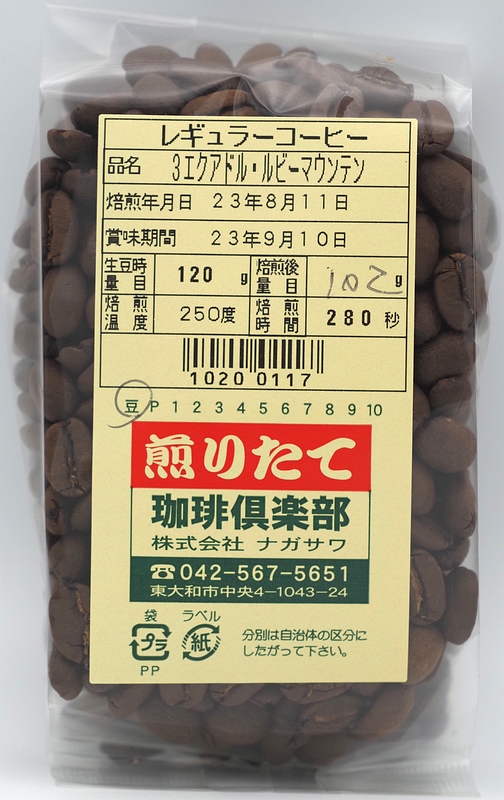 レギュラーコーヒー
品名 3エクアドル・ルビーマウンテン
焙煎年月日 23年8月11日
賞味期間 23年9月10日
生豆時量目 120 g 焙煎後量目 102 g
焙煎温度 250度 焙煎時間 280 秒
1020 0117
豆 P 1 2 3 4 5 6 7 8 9 10
煎りたて
珈琲倶楽部
株式会社 ナガサワ
☎042-567-5651
東大和市中央4-1043-24
袋 ラベル
プラ 紙 分別は自治体の区分に
したがって下さい。
PP